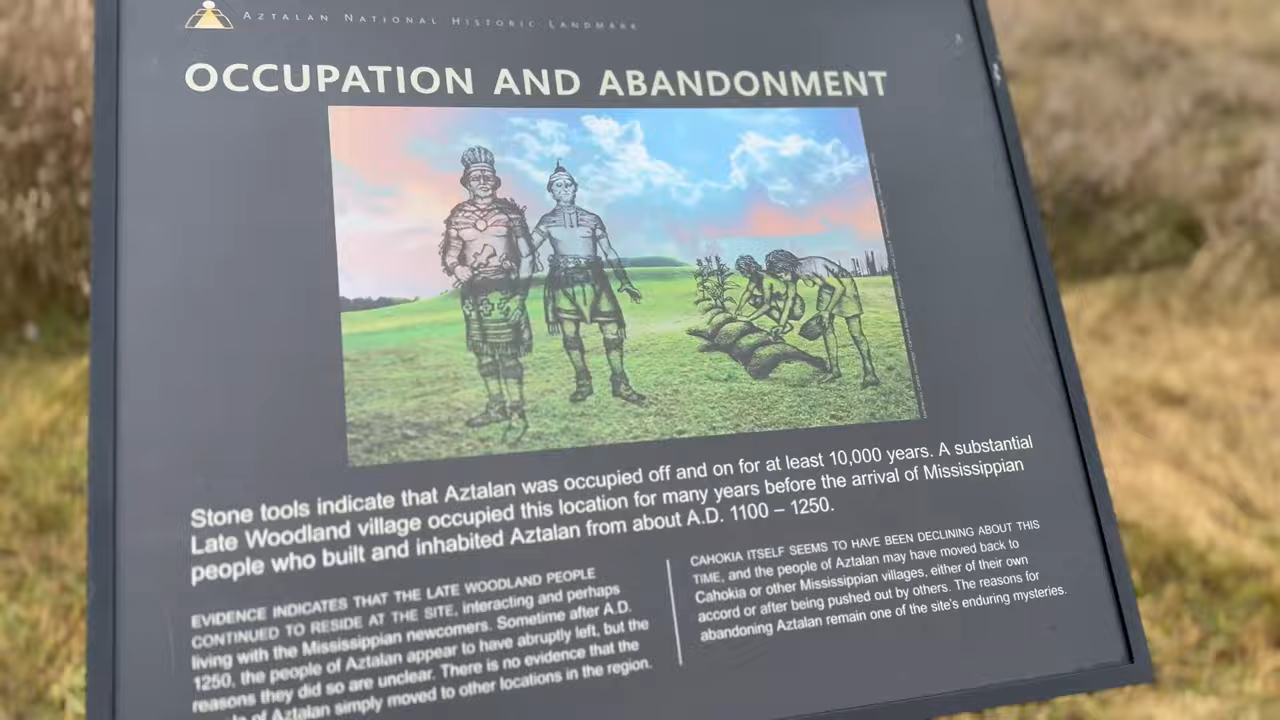 AZTALAN NATIONAL HISTORIC LANDMARK
OCCUPATION AND ABANDONMENT
Stone tools indicate that Aztalan was occupied off and on for at least 10,000 years. A substantial
Late Woodland village occupied this location for many years before the arrival of Mississippian
people who built and inhabited Aztalan from about A.D. 1100 – 1250.
EVIDENCE INDICATES THAT THE LATE WOODLAND PEOPLE
CONTINUED TO RESIDE AT THE SITE, interacting and perhaps
living with the Mississippian newcomers. Sometime after A.D.
1250, the people of Aztalan appear to have abruptly left, but the
reasons they did so are unclear. There is no evidence that the
of Aztalan simply moved to other locations in the region.
CAHOKIA ITSELF SEEMS TO HAVE BEEN DECLINING ABOUT THIS
TIME, and the people of Aztalan may have moved back to
Cahokia or other Mississippian villages, either of their own
accord or after being pushed out by others. The reasons for
abandoning Aztalan remain one of the site's enduring mysteries.